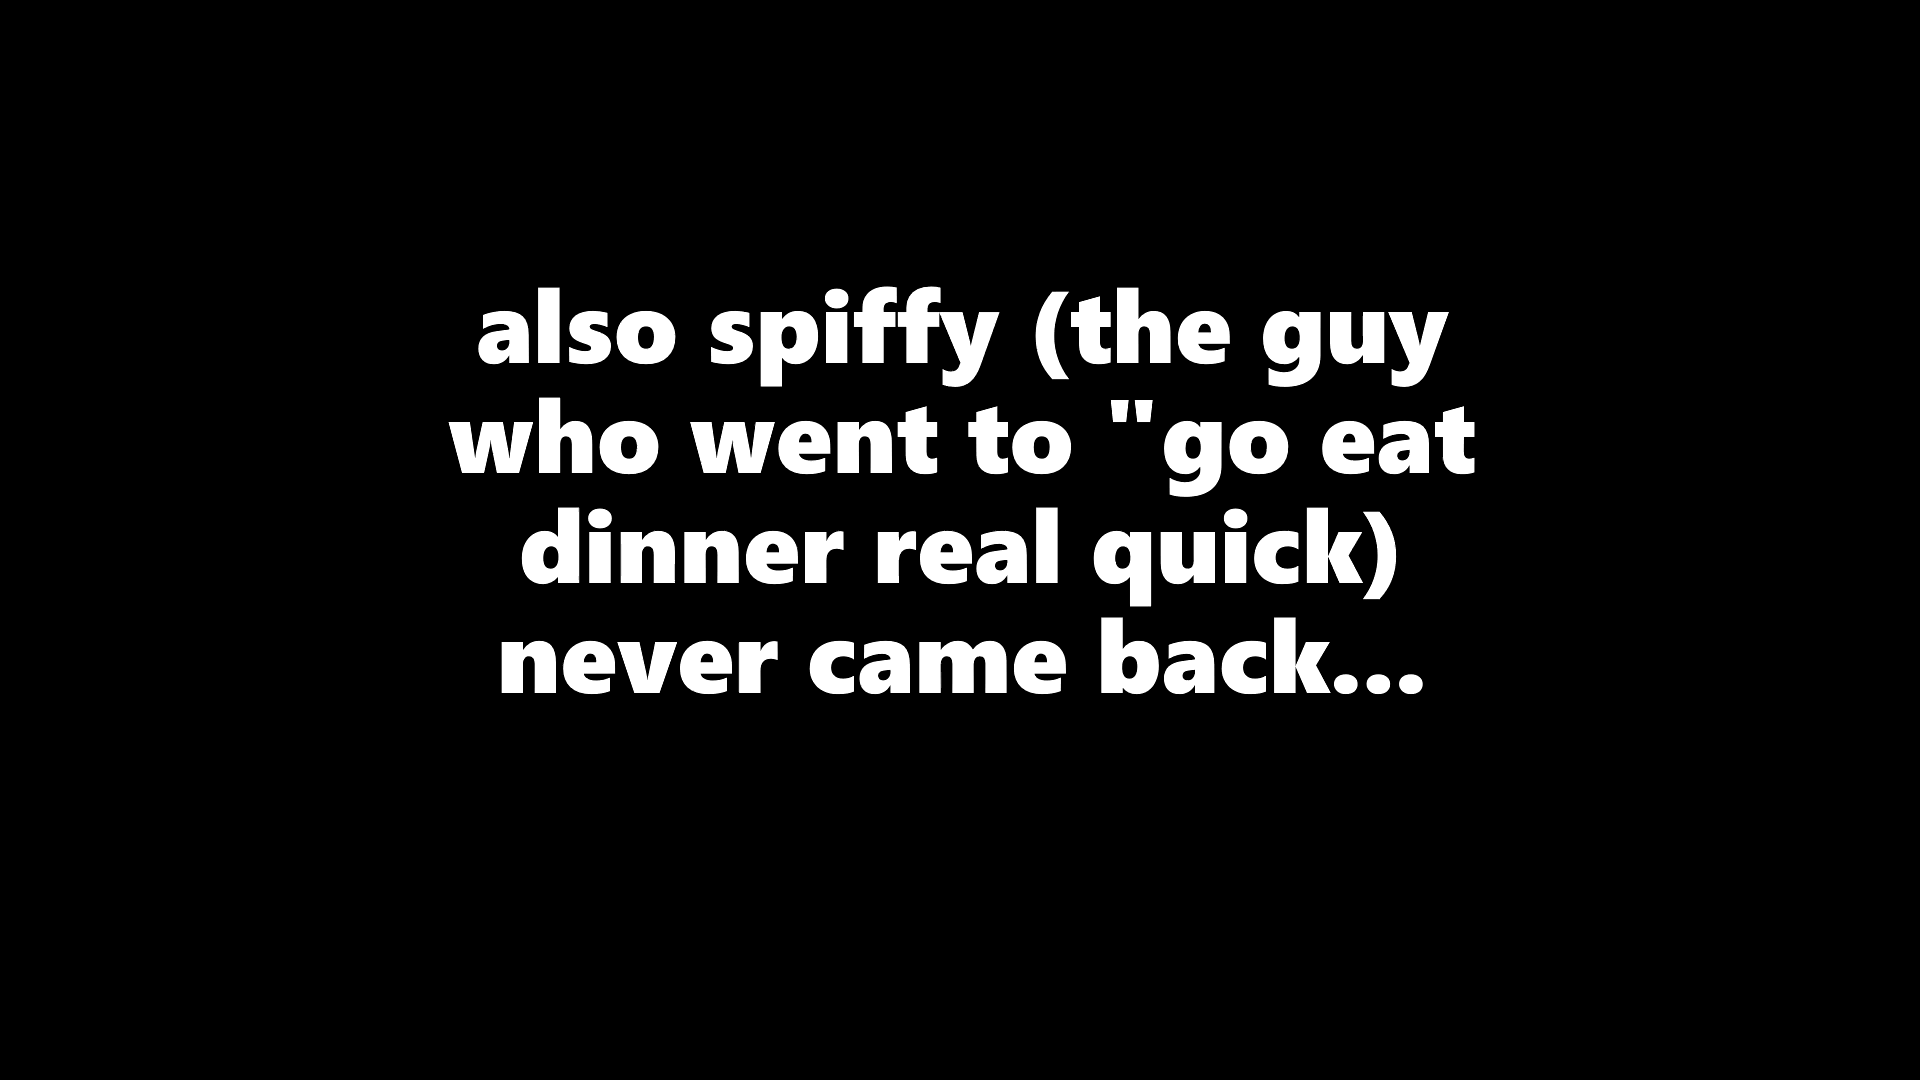 also spiffy (the guy
who went to "go eat
dinner real quick)
never came back...